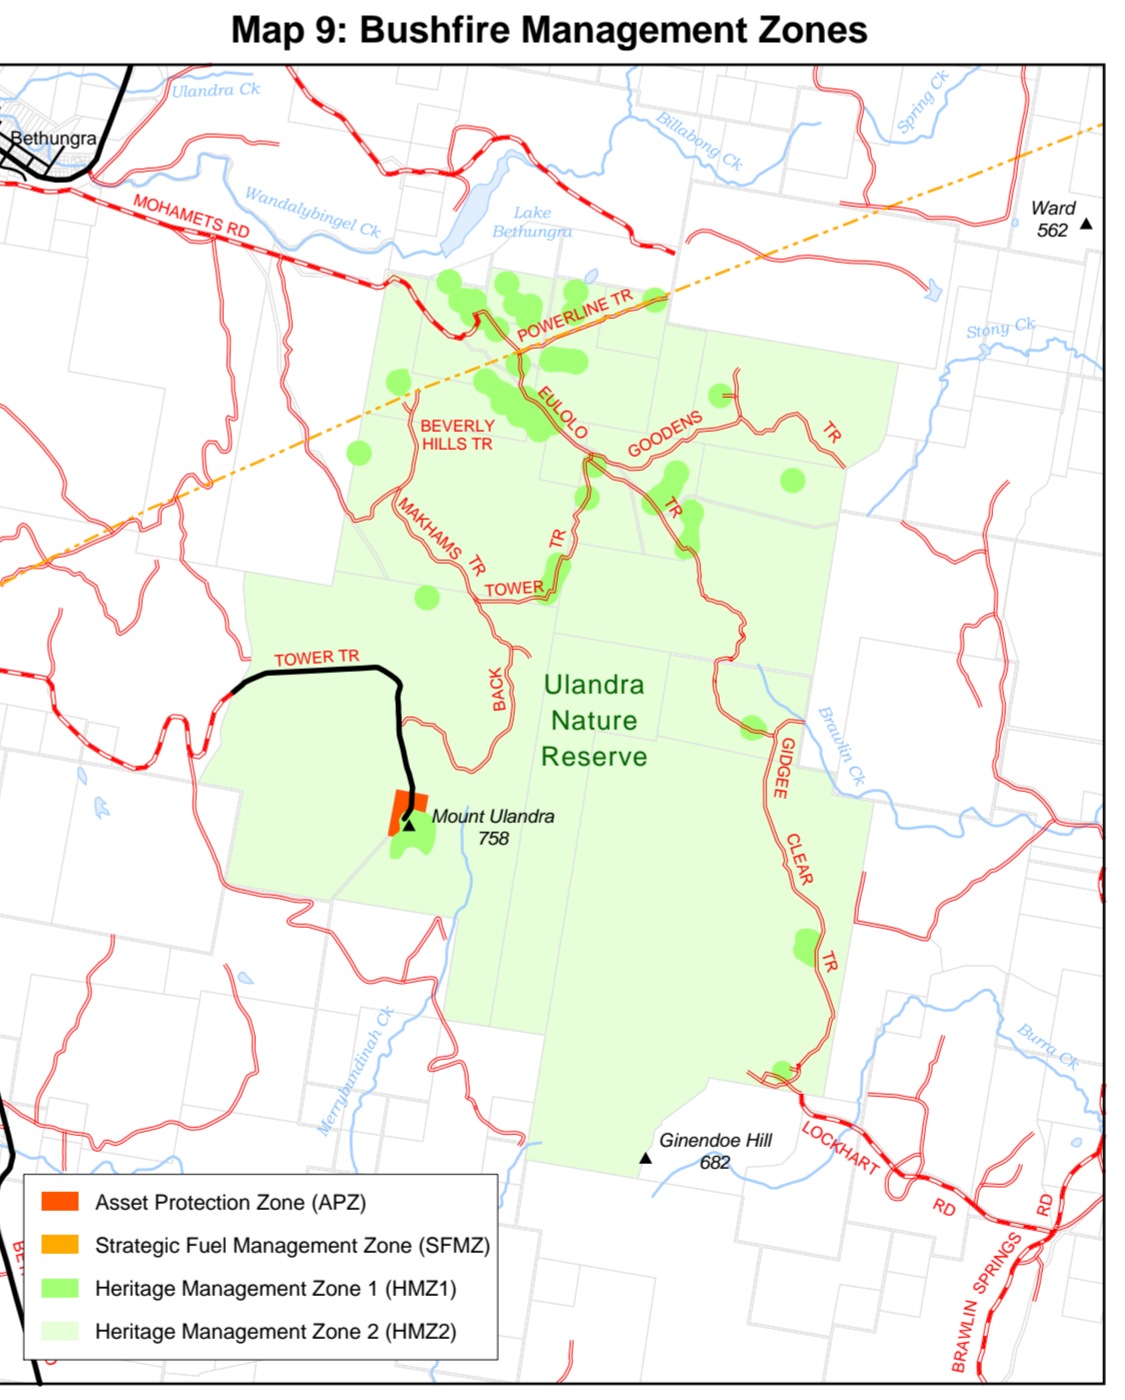 Map 9: Bushfire Management Zones
Ulandra Ck
Bethungra
Spring Ck
Billabong Ck
MOHAMETS RD
Wandalybingel Ck
Lake
Bethungra
Ward
562
Stony Ck
POWERLINE TR
EULOLO
BEVERLY
HILLS TR
GOODENS
TR
TR
MAKHAMS
TR
TR
TOWER
TOWER TR
BACK
Ulandra
Nature
Reserve
Brawlin Ck
GIDGEE
Mount Ulandra
758
CLEAR
TR
Merrybundinah Ck
Burra Ck
Ginendoe Hill
682
LOCKHART
RD
RD
BRAWLIN SPRINGS
Asset Protection Zone (APZ)
Strategic Fuel Management Zone (SFMZ)
Heritage Management Zone 1 (HMZ1)
Heritage Management Zone 2 (HMZ2)